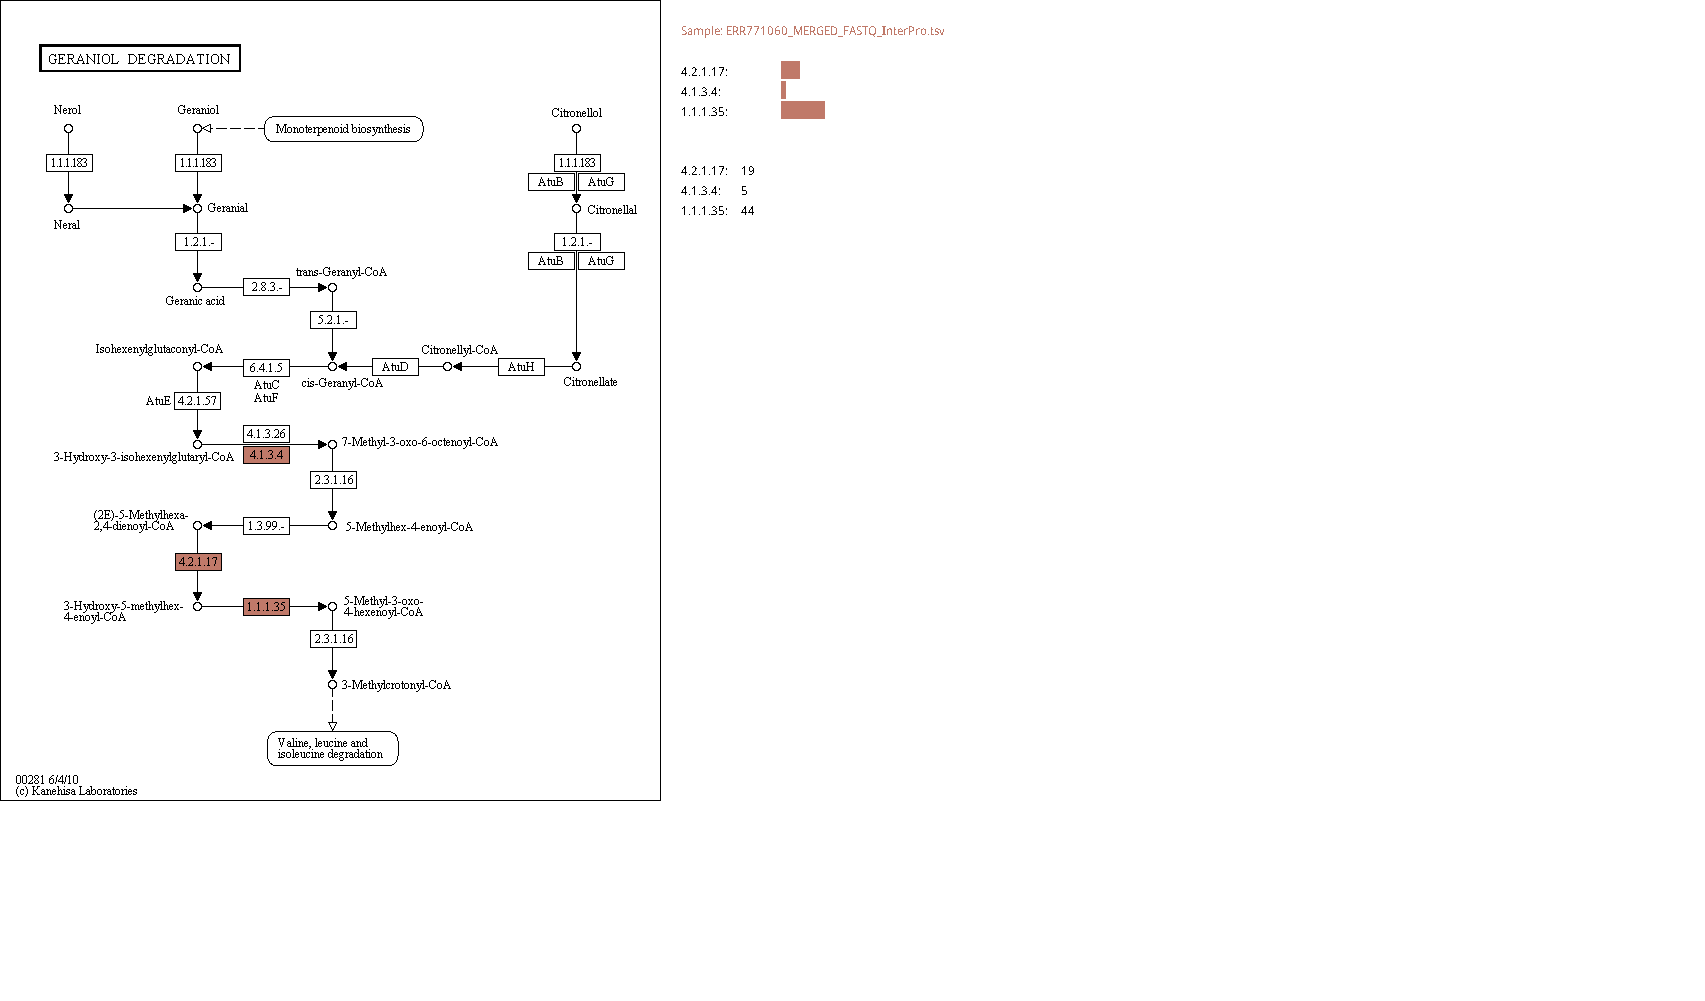 Sample: ERR771060_MERGED_FASTQ_InterPro.tsv
GERANIOL DEGRADATION
4.2.1.17:
4.1.3.4:
1.1.1.35:
Nerol
Geraniol
Citronellol
Monoterpenoid biosynthesis
1.1.1.183
1.1.1.183
1.1.1.183
4.2.1.17: 19
AtuB
AtuG
4.1.3.4: 5
Geranial
Citronellal
1.1.1.35: 44
Neral
1.2.1.-
1.2.1.-
AtuB
AtuG
trans-Geranyl-CoA
2.8.3.-
Geranic acid
5.2.1.-
Isohexenylglutaconyl-CoA
Citronellyl-CoA
6.4.1.5
AtuD
AtuH
AtuC
cis-Geranyl-CoA
Citronellate
AtuF
AtuE
4.2.1.57
4.1.3.26
7-Methyl-3-oxo-6-octenoyl-CoA
3-Hydroxy-3-isohexenylglutaryl-CoA
4.1.3.4
2.3.1.16
(2E)-5-Methylhexa-
2,4-dienoyl-CoA
1.3.99.-
5-Methylhex-4-enoyl-CoA
4.2.1.17
3-Hydroxy-5-methylhex-
4-enoyl-CoA
1.1.1.35
5-Methyl-3-oxo-
4-hexenoyl-CoA
2.3.1.16
3-Methylcrotonyl-CoA
Valine, leucine and
isoleucine degradation
00281 6/4/10
(c) Kanehisa Laboratories